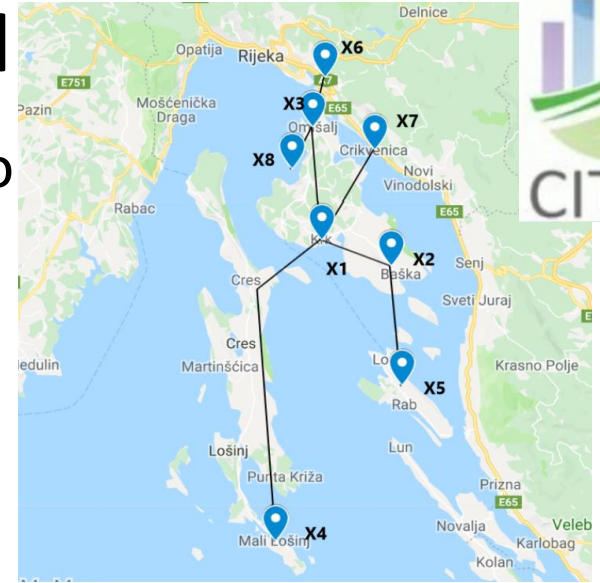 Delnice
Opatija
Rijeka
X6
A7
E751
Pazin
Mošćenička
Draga
X3
E65
Omišalj
X7
X8
Crikvenica
CIT
Novi
Vinodolski
Rabac
E65
Krk
X1
X2
Baška
Senj
Cres
Sveti Juraj
Cres
Martinšćica
X5
Rab
Krasno Polje
Lošinj
Lun
Punta Križa
Prizna
E65
X4
Mali Lošinj
Novalja
Karlobag
Kolan